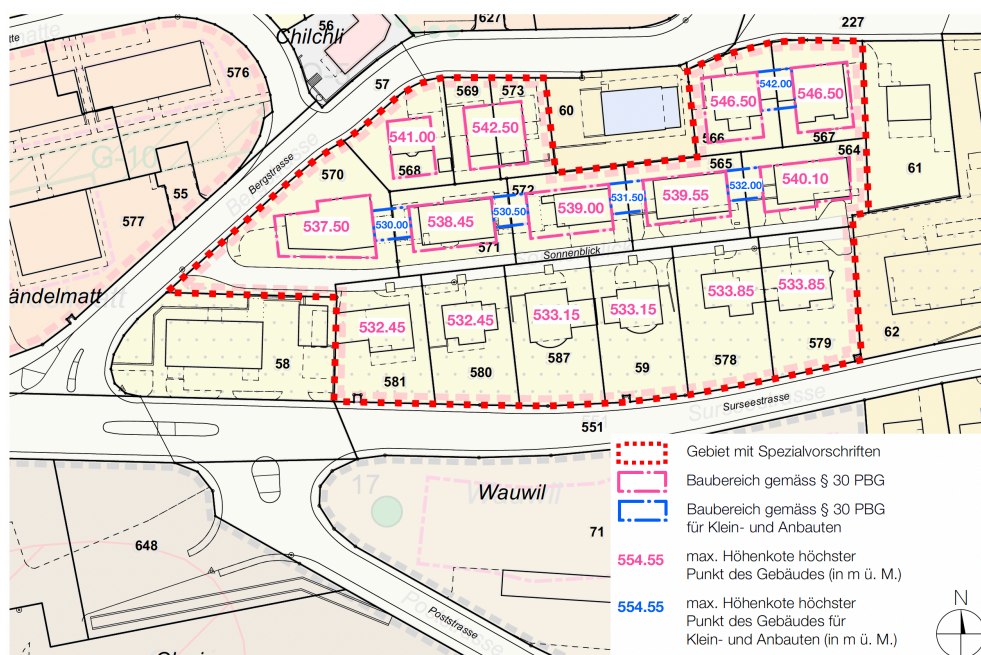 56
Chilchli
627
227
576
57
569
573
60
542.00
546.50
546.50
541.00
542.50
566
567
564
G-10
55
Bergstrasse
568
565
61
570
572
532.00
540.10
539.55
531.50
577
539.00
530.50
538.45
537.50
530.00
571
Sonnenblick
ändelmatt
532.45
532.45
533.15
533.15
533.85
533.85
58
62
581
580
587
59
578
579
Surseestrasse
551
17
Wauwil
71
648
Poststrasse
Gebiet mit Spezialvorschriften
Baubereich gemäss § 30 PBG
Baubereich gemäss § 30 PBG
für Klein- und Anbauten
554.55 max. Höhenkote höchster
Punkt des Gebäudes (in m ü. M.)
554.55 max. Höhenkote höchster
Punkt des Gebäudes für
Klein- und Anbauten (in m ü. M.)
N